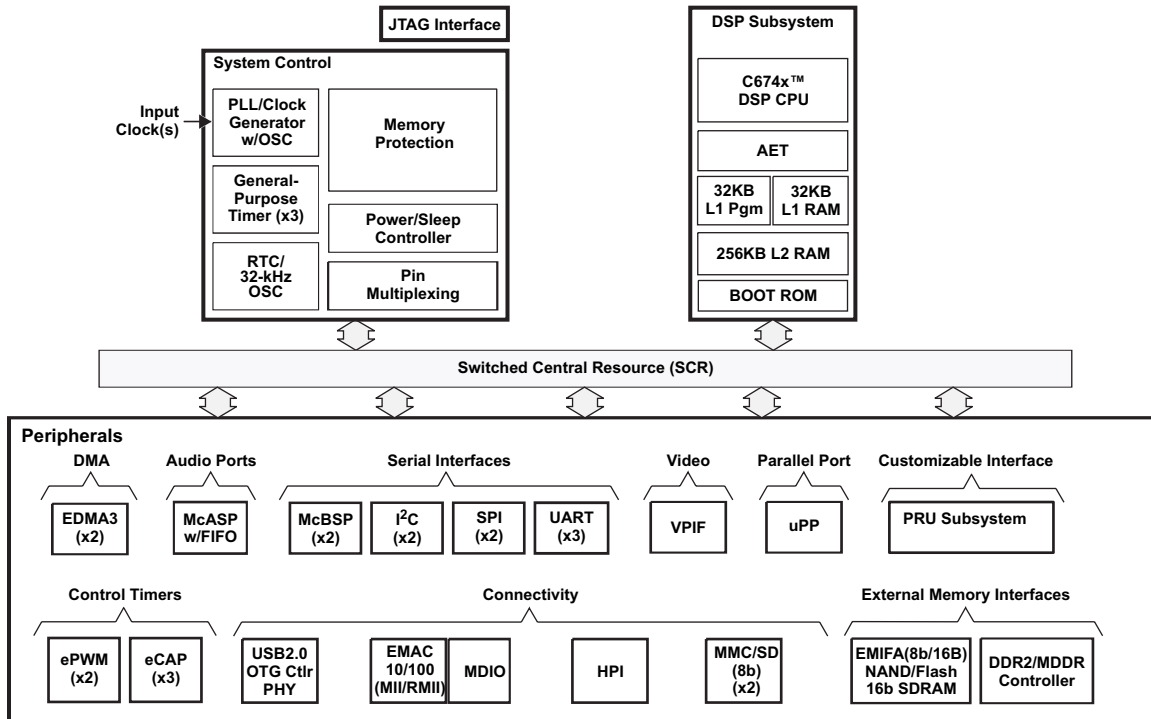 JTAG Interface
System Control
Input
Clock(s)
PLL/Clock
Generator
w/OSC
General-
Purpose
Timer (x3)
RTC/
32-kHz
OSC
Memory
Protection
Power/Sleep
Controller
Pin
Multiplexing
DSP Subsystem
C674x™
DSP CPU
AET
32KB
L1 Pgm
32KB
L1 RAM
256KB L2 RAM
BOOT ROM
Switched Central Resource (SCR)
Peripherals
DMA
EDMA3
(x2)
Audio Ports
McASP
w/FIFO
Serial Interfaces
McBSP
(x2)
I²C
(x2)
SPI
(x2)
UART
(x3)
Video
VPIF
Parallel Port
uPP
Customizable Interface
PRU Subsystem
Control Timers
ePWM
(x2)
eCAP
(x3)
Connectivity
USB2.0
OTG Ctlr
PHY
EMAC
10/100
(MII/RMII)
MDIO
HPI
MMC/SD
(8b)
(x2)
External Memory Interfaces
EMIFA(8b/16B)
NAND/Flash
16b SDRAM
DDR2/MDDR
Controller